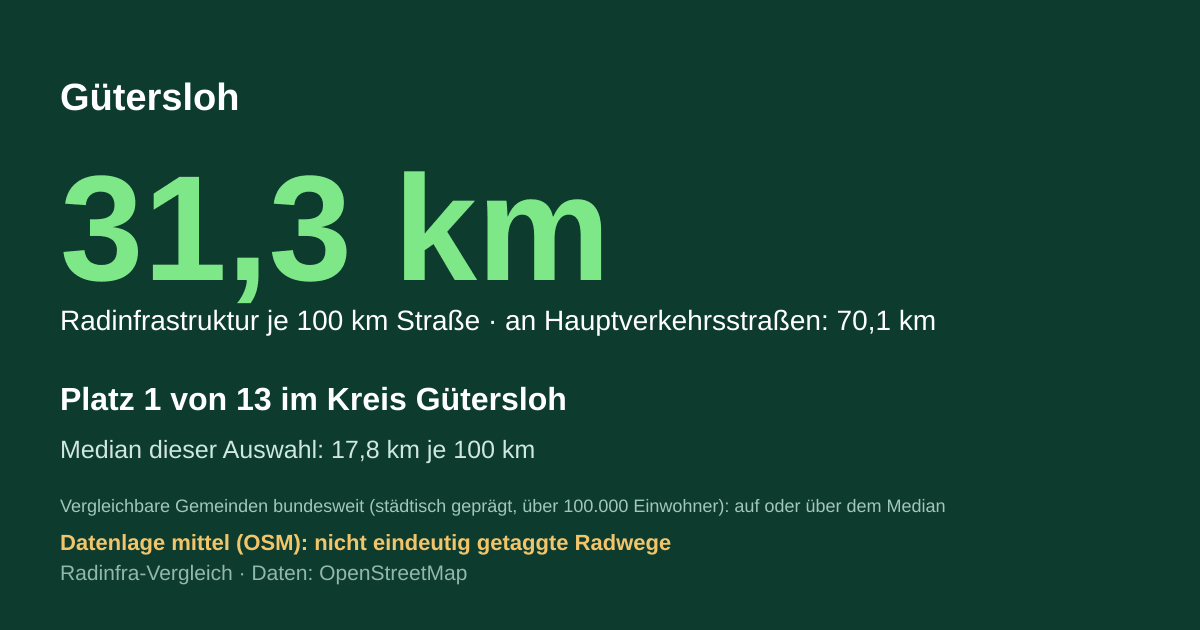 Gütersloh
31,3 km
Radinfrastruktur je 100 km Straße · an Hauptverkehrsstraßen: 70,1 km
Platz 1 von 13 im Kreis Gütersloh
Median dieser Auswahl: 17,8 km je 100 km
Vergleichbare Gemeinden bundesweit (städtisch geprägt, über 100.000 Einwohner): auf oder über dem Median
Datenlage mittel (OSM): nicht eindeutig getaggte Radwege
Radinfra-Vergleich · Daten: OpenStreetMap